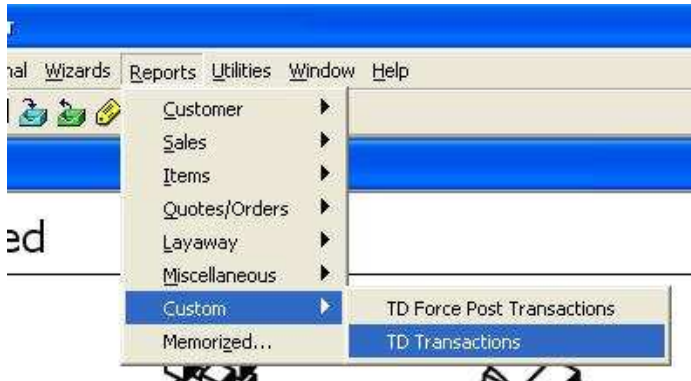 nal Wizards Reports Utilities Window Help
Customer
Sales
Items
Quotes/Orders
Layaway
Miscellaneous
Custom
Memorized...
TD Force Post Transactions
TD Transactions
ed